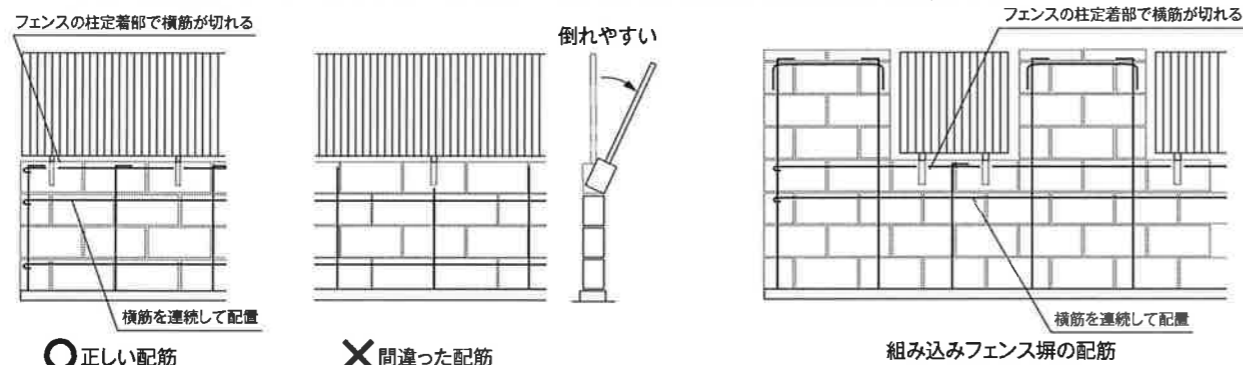 フェンスの柱定着部で横筋が切れる
倒れやすい
フェンスの柱定着部で横筋が切れる
横筋を連続して配置
横筋を連続して配置
○正しい配筋
×間違った配筋
組み込みフェンス塀の配筋